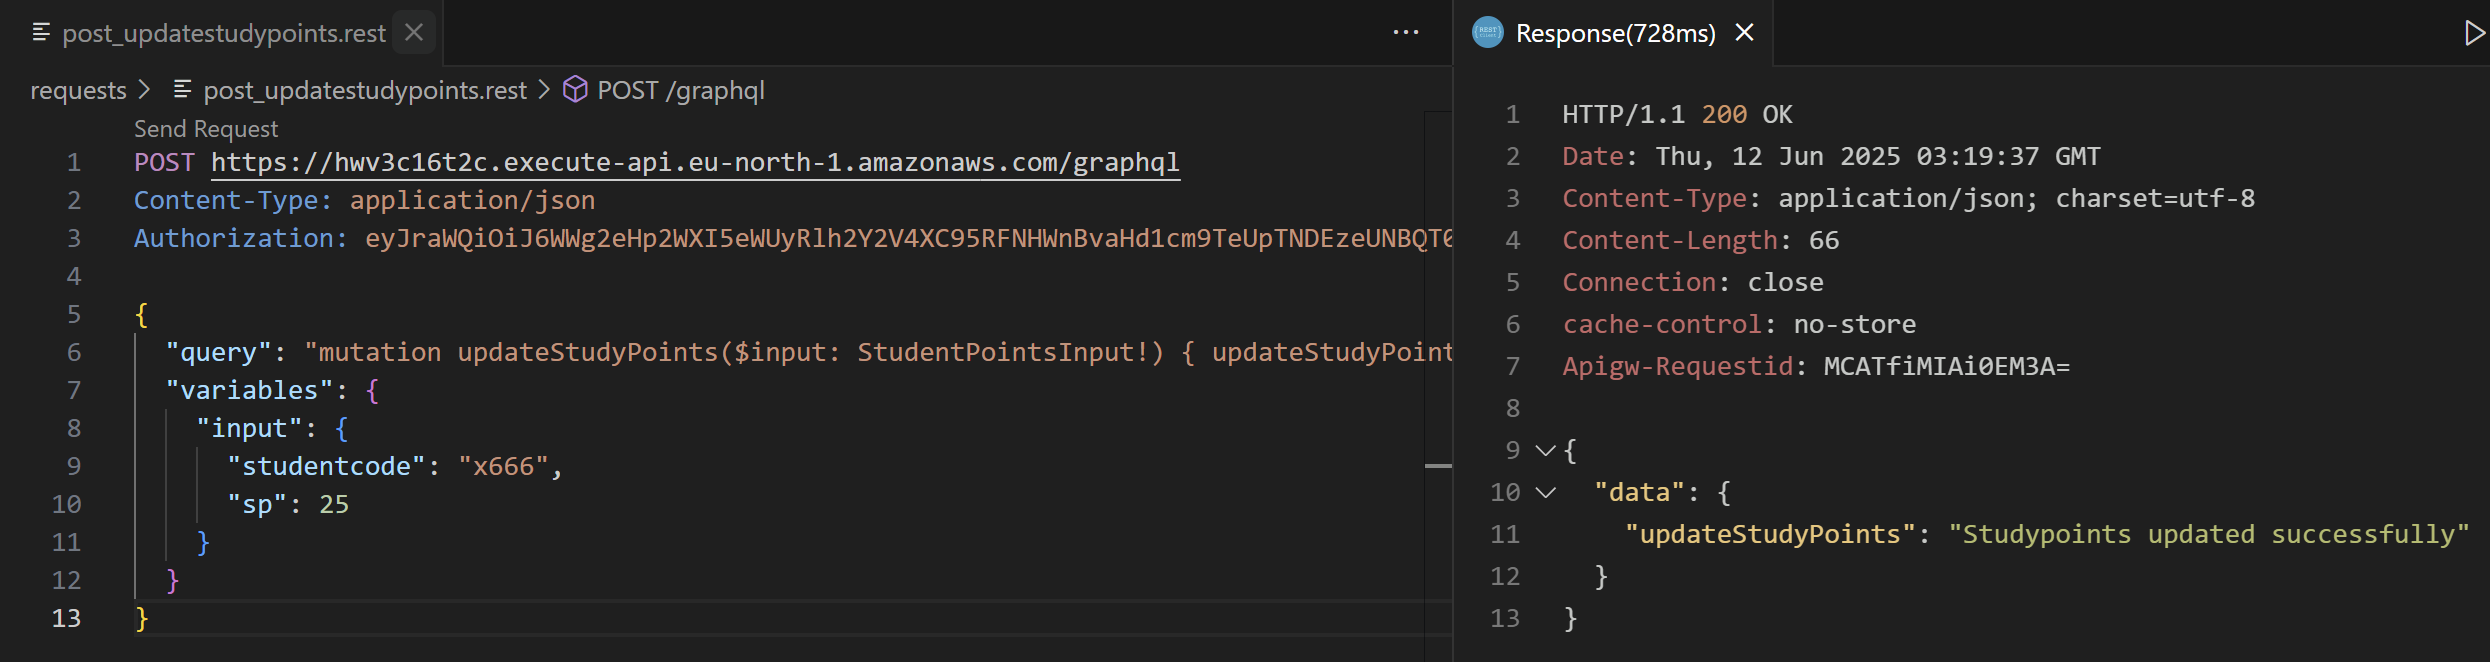 post_updatestudypoints.rest
requests > post_updatestudypoints.rest > POST /graphql
Send Request
1 POST https://hwv3c16t2c.execute-api.eu-north-1.amazonaws.com/graphql
2 Content-Type: application/json
3 Authorization: eyJraWQiOiJ6WWg2eHp2WXI5eWUyRlh2Y2V4XC95RFNHWnBvaHd1cm9TeUpTNDEzeUNBQT0
4
5 {
6 "query": "mutation updateStudyPoints($input: StudentPointsInput!) { updateStudyPoint
7 "variables": {
8 "input": {
9 "studentcode": "x666",
10 "sp": 25
11 }
12 }
13 }
Response(728ms)
1 HTTP/1.1 200 OK
2 Date: Thu, 12 Jun 2025 03:19:37 GMT
3 Content-Type: application/json; charset=utf-8
4 Content-Length: 66
5 Connection: close
6 cache-control: no-store
7 Apigw-Requestid: MCATfiMIAi0EM3A=
8
9 {
10 "data": {
11 "updateStudyPoints": "Studypoints updated successfully"
12 }
13 }